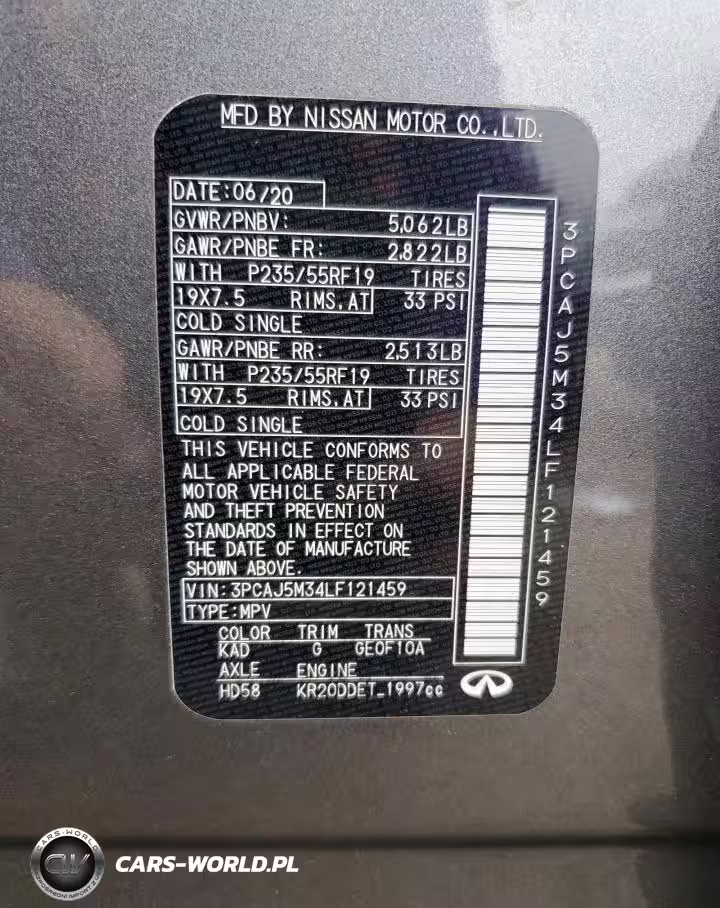 MFD BY NISSAN MOTOR CO.,LTD.
DATE:06/20
GVWR/PNBV: 5,062LB
GAWR/PNBE FR: 2,822LB
WITH P235/55RF19 TIRES
19X7.5 RIMS,AT 33 PSI
COLD SINGLE
GAWR/PNBE RR: 2,513LB
WITH P235/55RF19 TIRES
19X7.5 RIMS,AT 33 PSI
COLD SINGLE
THIS VEHICLE CONFORMS TO
ALL APPLICABLE FEDERAL
MOTOR VEHICLE SAFETY
AND THEFT PREVENTION
STANDARDS IN EFFECT ON
THE DATE OF MANUFACTURE
SHOWN ABOVE.
VIN:3PCAJ5M34LF121459
TYPE:MPV
COLOR TRIM TRANS
KAD G GE0F10A
AXLE ENGINE
HD58 KR20DDET_1997cc
3PCAJ5M34LF121459
CARS-WORLD
CW
CARS-WORLD.PL